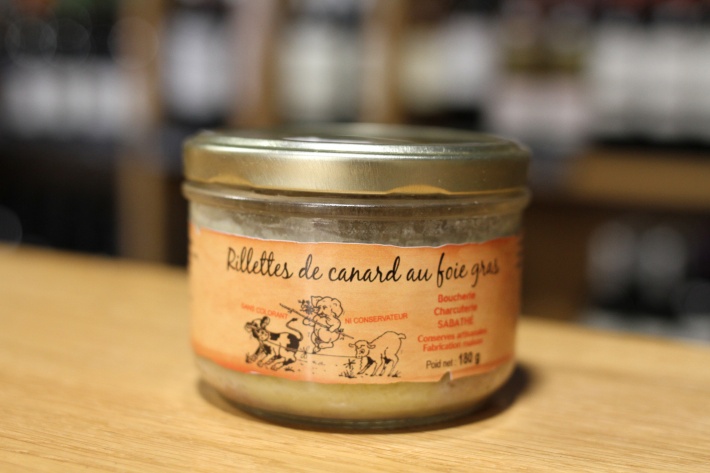 Rillettes de canard au foie gras
SANS COLORANT NI CONSERVATEUR
Boucherie
Charcuterie
SABATHÉ
Conserves artisanales
Fabrication maison
Poid net : 180 g